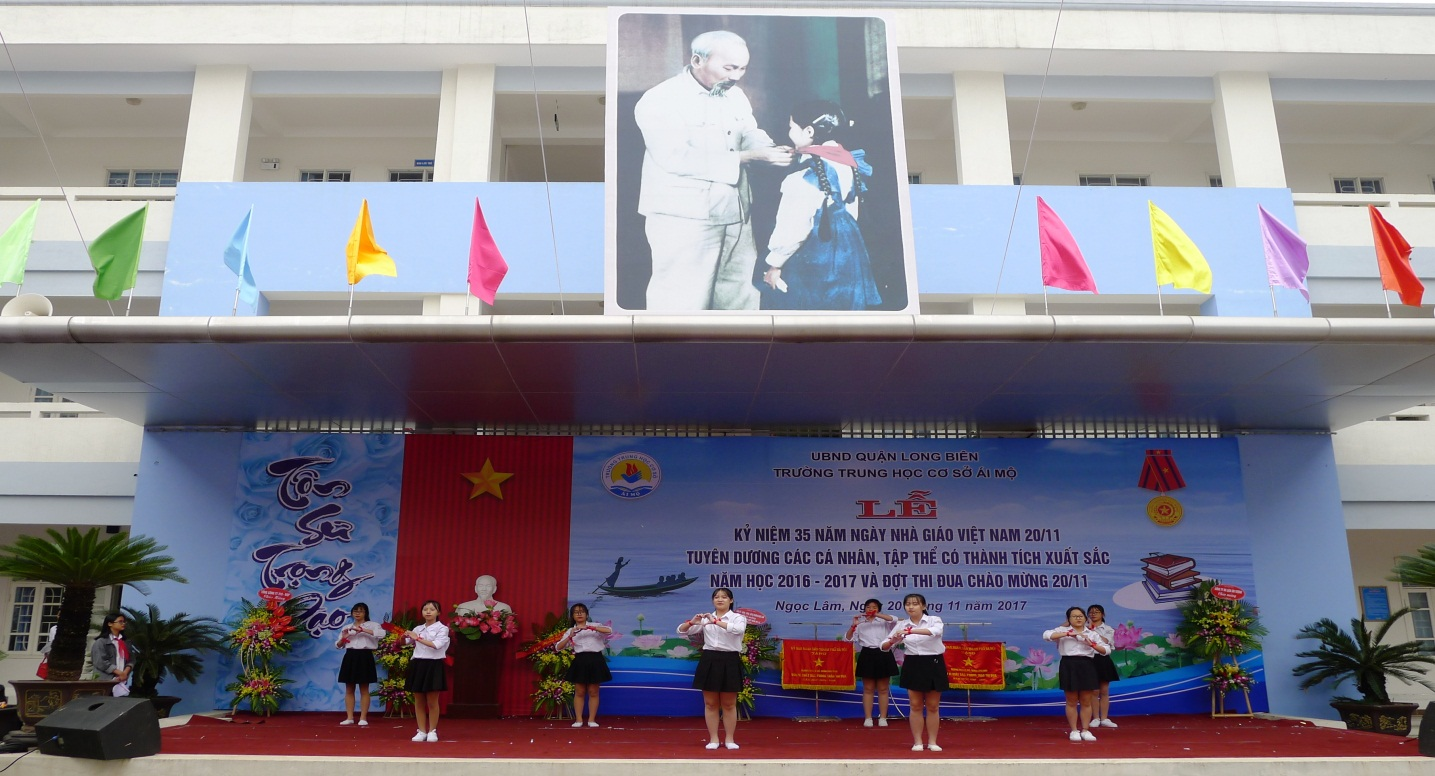 Tôn
Sư
Trọng
Đạo
UBND QUẬN LONG BIÊN
TRƯỜNG TRUNG HỌC CƠ SỞ ÁI MỘ
LỄ
KỶ NIỆM 35 NĂM NGÀY NHÀ GIÁO VIỆT NAM 20/11
TUYÊN DƯƠNG CÁC CÁ NHÂN, TẬP THỂ CÓ THÀNH TÍCH XUẤT SẮC
NĂM HỌC 2016 - 2017 VÀ ĐỢT THI ĐUA CHÀO MỪNG 20/11
Ngọc Lâm, 11 năm 2017
ÁI MỘ